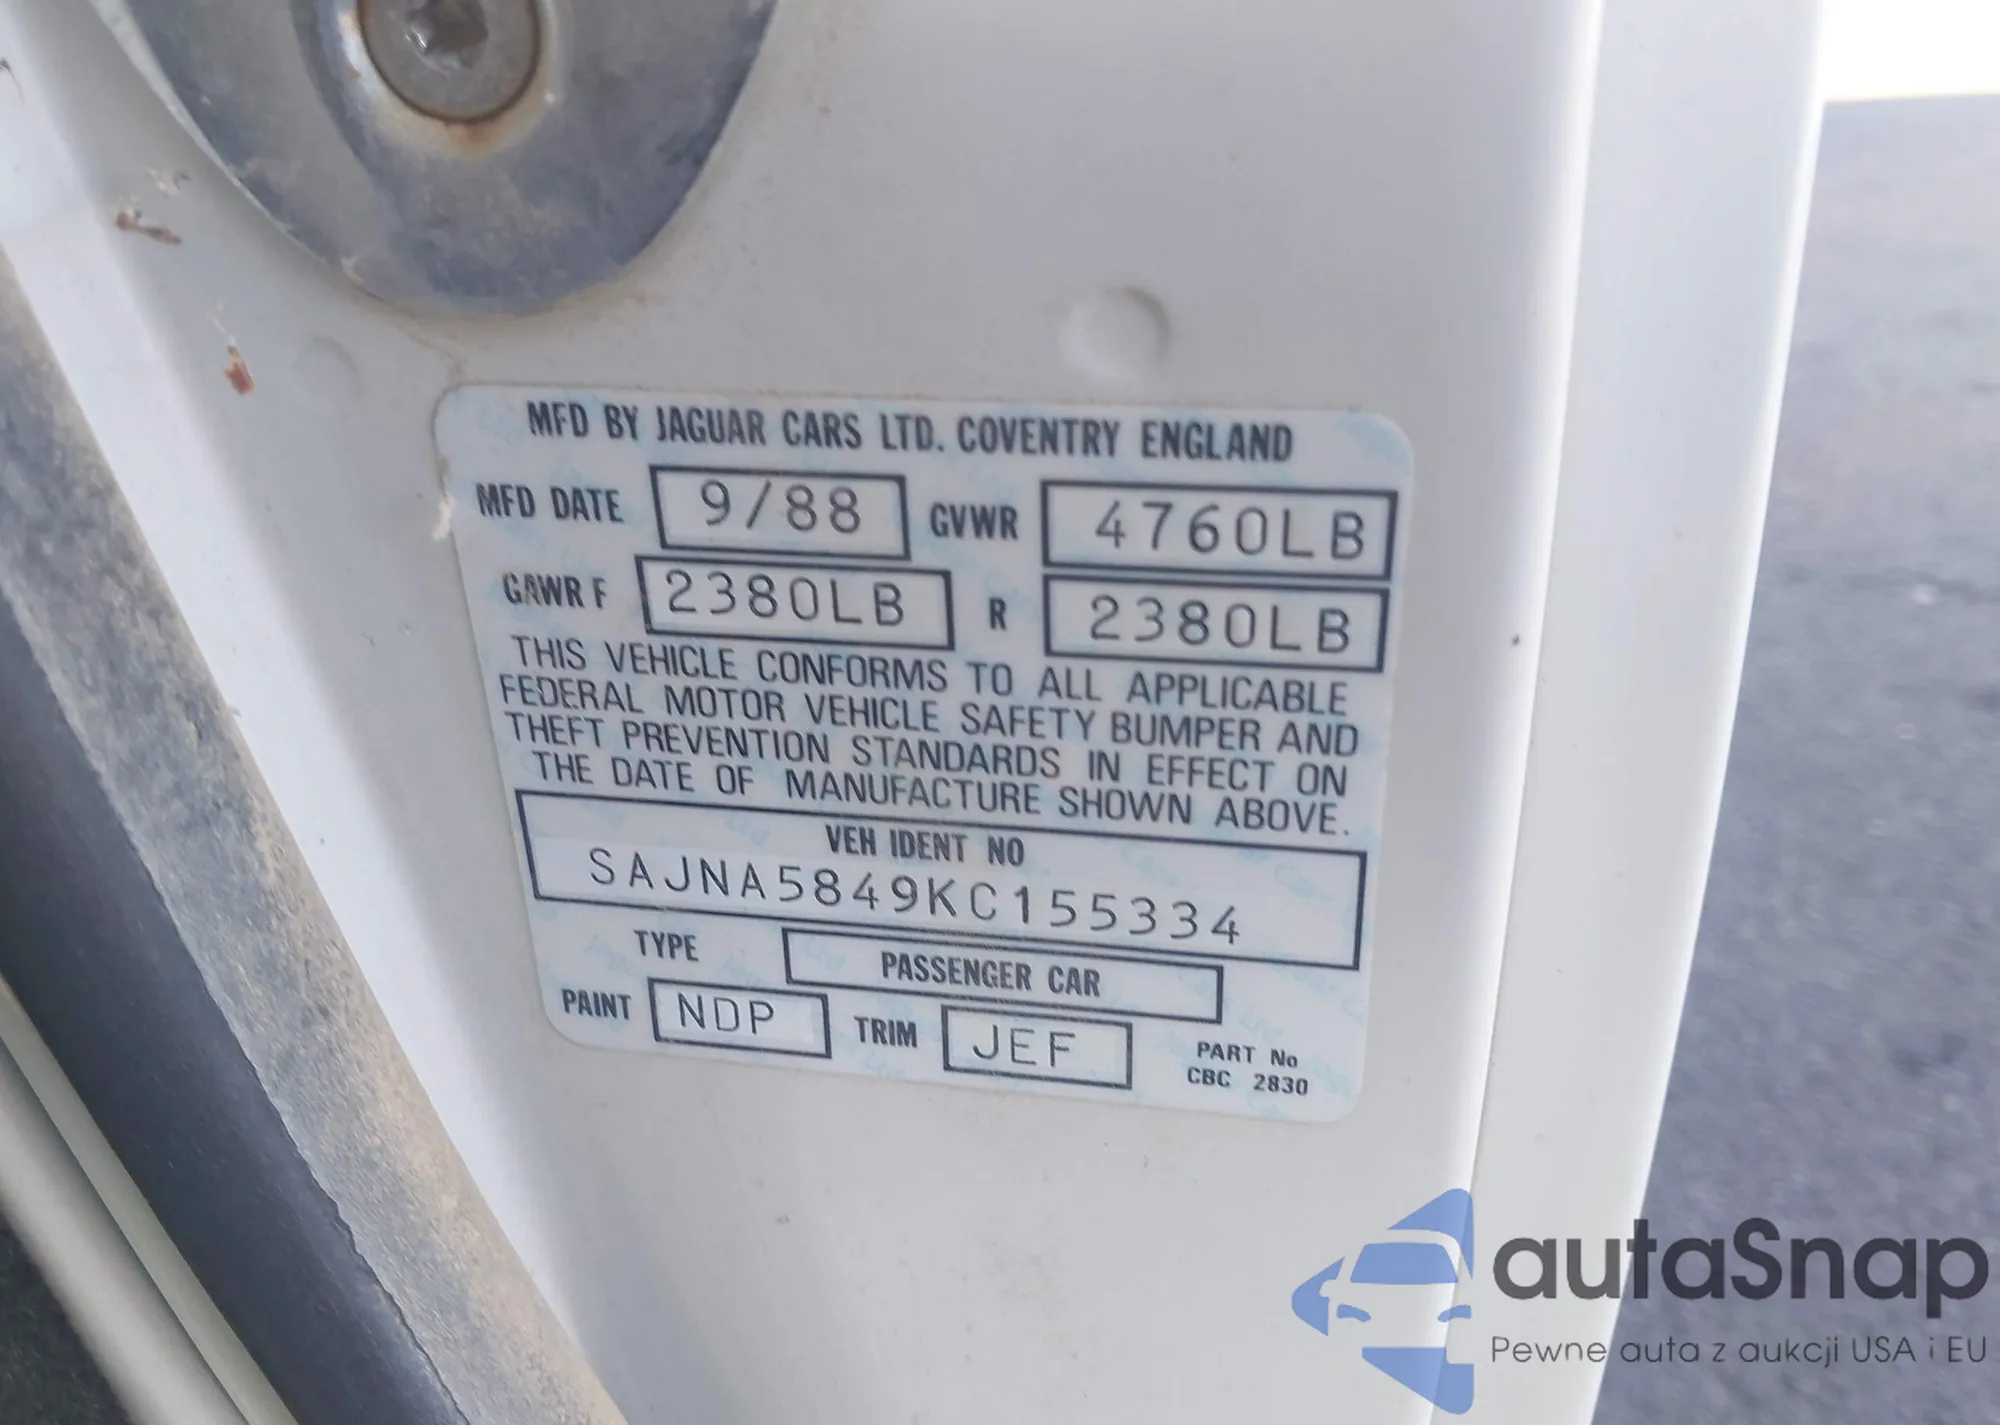 MFD BY JAGUAR CARS LTD. COVENTRY ENGLAND
MFD DATE 9/88 GVWR 4760LB
GAWR F 2380LB R 2380LB
THIS VEHICLE CONFORMS TO ALL APPLICABLE
FEDERAL MOTOR VEHICLE SAFETY BUMPER AND
THEFT PREVENTION STANDARDS IN EFFECT ON
THE DATE OF MANUFACTURE SHOWN ABOVE.
VEH IDENT NO
SAJNA5849KC155334
TYPE PASSENGER CAR
PAINT NDP TRIM JEF
PART No
CBC 2830
autaSnap
Pewne auta z aukcji USA i EU